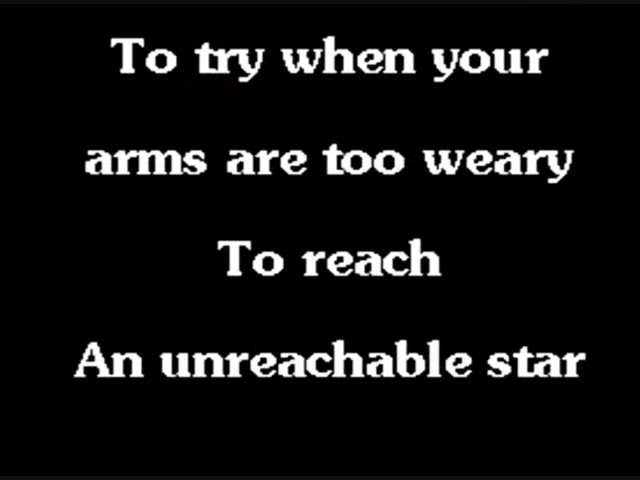 To try when your
arms are too weary
To reach
An unreachable star